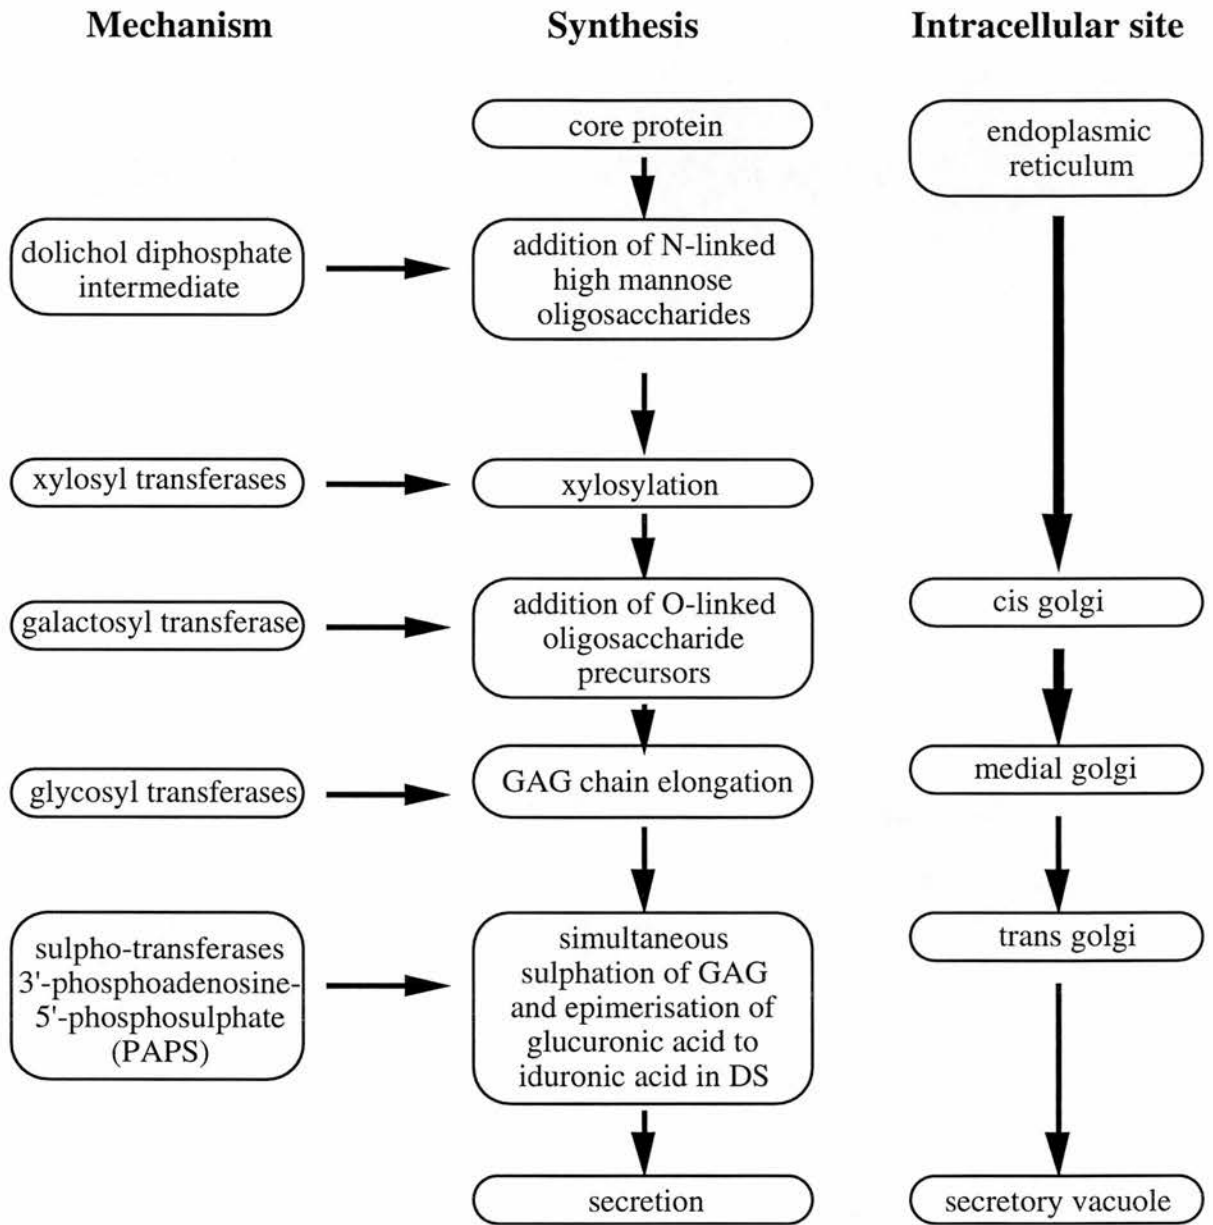 Mechanism
Synthesis
Intracellular site
core protein
endoplasmic
reticulum
dolichol diphosphate
intermediate
addition of N-linked
high mannose
oligosaccharides
xylosyl transferases
xylosylation
galactosyl transferase
addition of O-linked
oligosaccharide
precursors
cis golgi
glycosyl transferases
GAG chain elongation
medial golgi
sulpho-transferases
3'-phosphoadenosine-
5'-phosphosulphate
(PAPS)
simultaneous
sulphation of GAG
and epimerisation of
glucuronic acid to
iduronic acid in DS
trans golgi
secretion
secretory vacuole